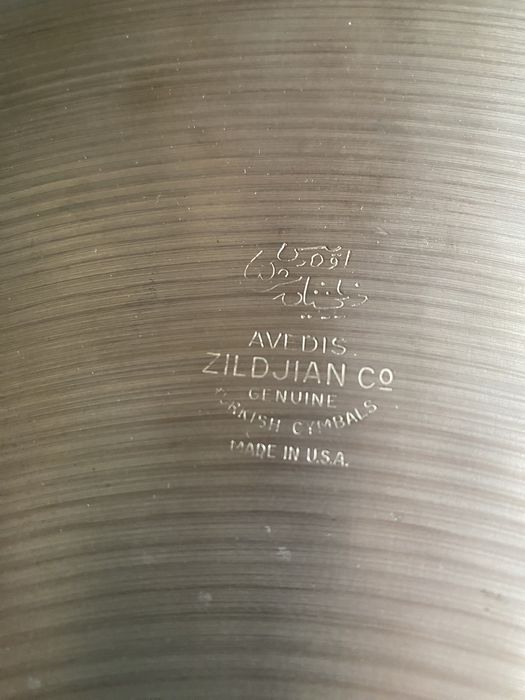 AVEDIS
ZILDJIAN Cº
GENUINE
TURKISH CYMBALS
MADE IN U.S.A.